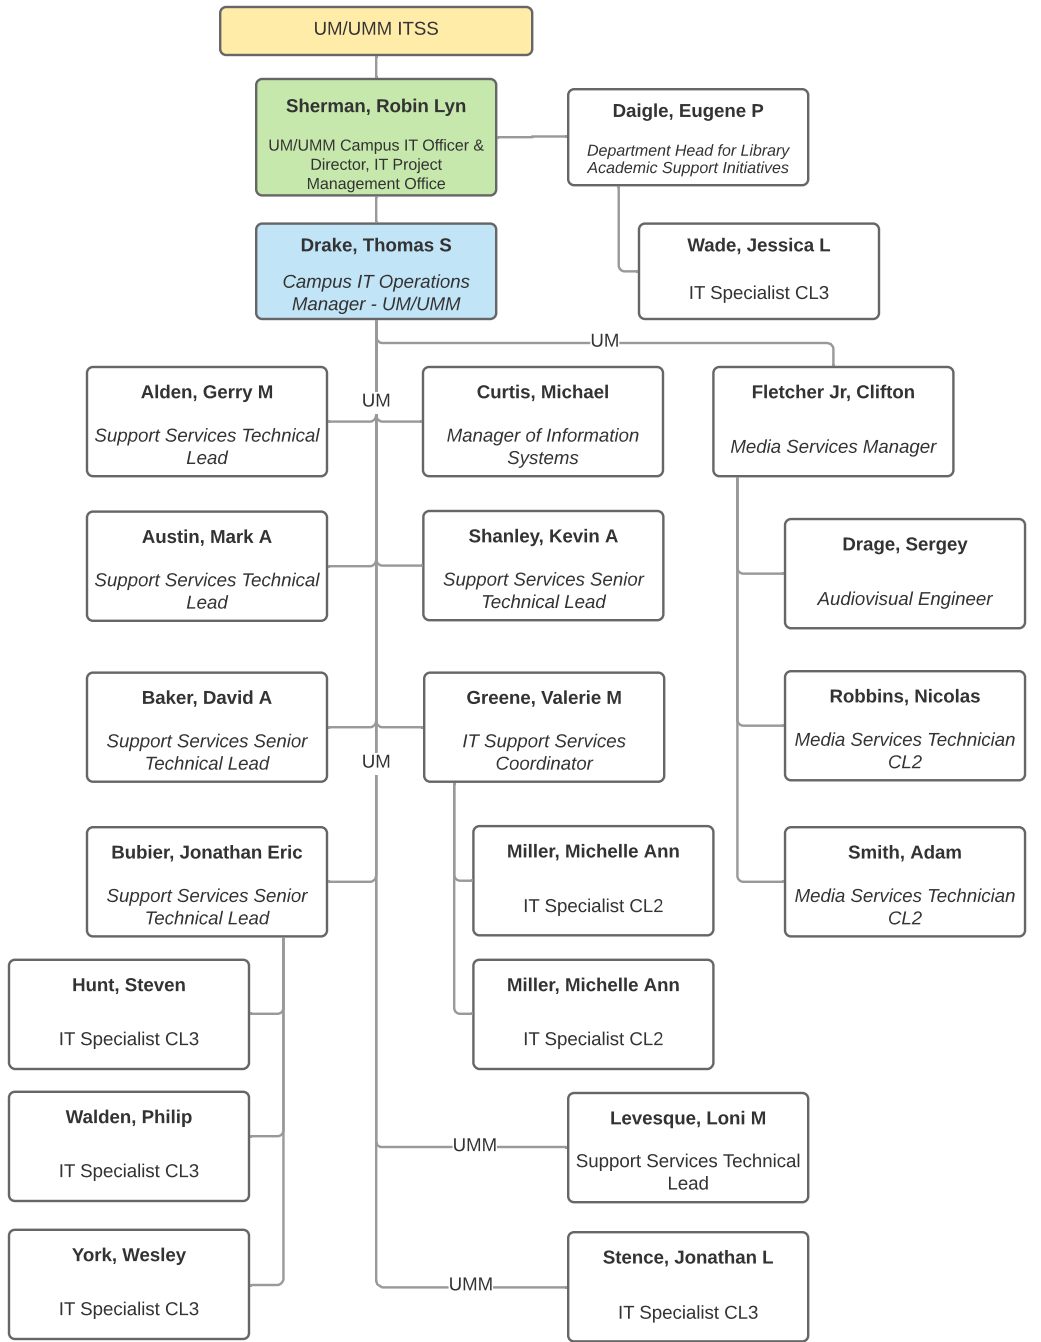 UM/UMM ITSS
Sherman, Robin Lyn
UM/UMM Campus IT Officer &
Director, IT Project
Management Office
Daigle, Eugene P
Department Head for Library
Academic Support Initiatives
Drake, Thomas S
Campus IT Operations
Manager - UM/UMM
Wade, Jessica L
IT Specialist CL3
UM
UM
Alden, Gerry M
Support Services Technical
Lead
Curtis, Michael
Manager of Information
Systems
Fletcher Jr, Clifton
Media Services Manager
Austin, Mark A
Support Services Technical
Lead
Shanley, Kevin A
Support Services Senior
Technical Lead
Drage, Sergey
Audiovisual Engineer
Baker, David A
Support Services Senior
Technical Lead
Greene, Valerie M
IT Support Services
Coordinator
Robbins, Nicolas
Media Services Technician
CL2
UM
Bubier, Jonathan Eric
Support Services Senior
Technical Lead
Miller, Michelle Ann
IT Specialist CL2
Smith, Adam
Media Services Technician
CL2
Hunt, Steven
IT Specialist CL3
Miller, Michelle Ann
IT Specialist CL2
Walden, Philip
IT Specialist CL3
UMM
Levesque, Loni M
Support Services Technical
Lead
York, Wesley
IT Specialist CL3
UMM
Stence, Jonathan L
IT Specialist CL3